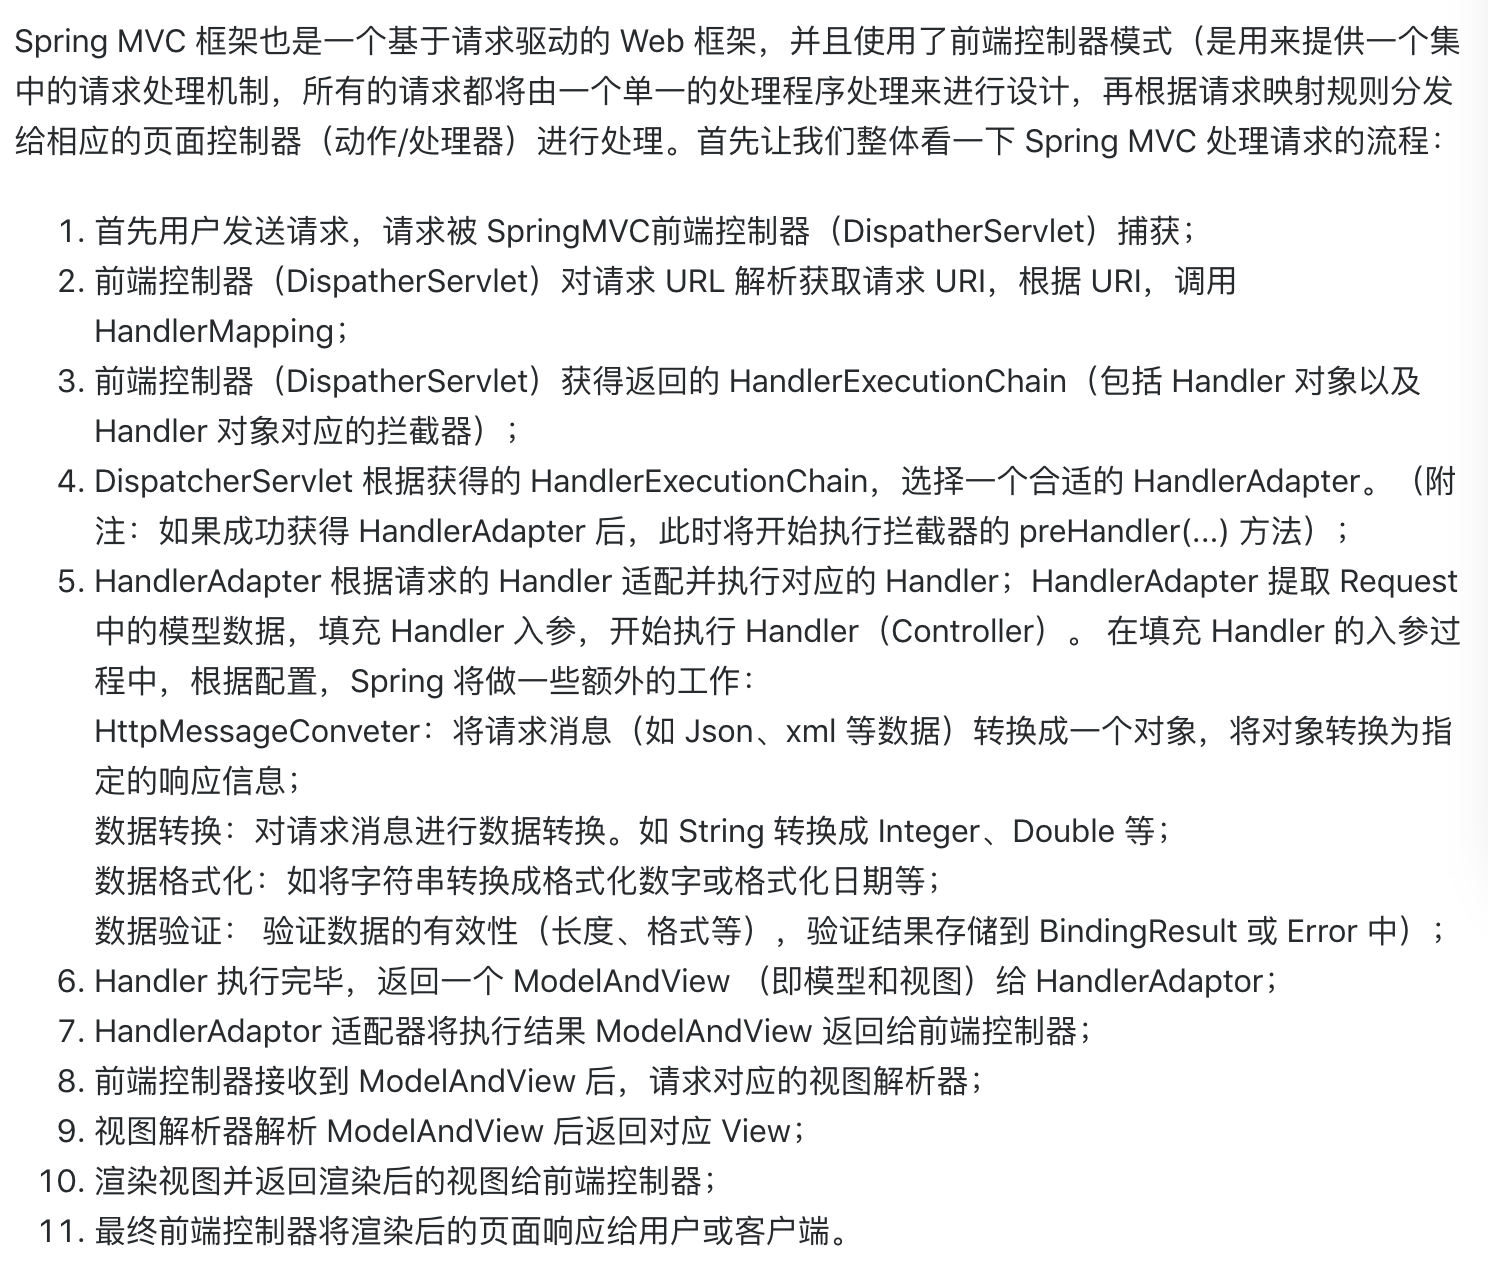 Spring MVC 框架也是一个基于请求驱动的 Web 框架，并且使用了前端控制器模式（是用来提供一个集
中的请求处理机制，所有的请求都将由一个单一的处理程序处理来进行设计，再根据请求映射规则分发
给相应的页面控制器（动作/处理器）进行处理。首先让我们整体看一下 Spring MVC 处理请求的流程：
1. 首先用户发送请求，请求被 SpringMVC前端控制器（DispatherServlet）捕获；
2. 前端控制器（DispatherServlet）对请求 URL 解析获取请求 URI，根据 URI，调用
HandlerMapping；
3. 前端控制器（DispatherServlet）获得返回的 HandlerExecutionChain（包括 Handler 对象以及
Handler 对象对应的拦截器）；
4. DispatcherServlet 根据获得的 HandlerExecutionChain，选择一个合适的 HandlerAdapter。（附
注：如果成功获得 HandlerAdapter 后，此时将开始执行拦截器的 preHandler(...) 方法）；
5. HandlerAdapter 根据请求的 Handler 适配并执行对应的 Handler；HandlerAdapter 提取 Request
中的模型数据，填充 Handler 入参，开始执行 Handler（Controller）。 在填充 Handler 的入参过
程中，根据配置，Spring 将做一些额外的工作：
HttpMessageConveter：将请求消息（如 Json、xml 等数据）转换成一个对象，将对象转换为指
定的响应信息；
数据转换：对请求消息进行数据转换。如 String 转换成 Integer、Double 等；
数据格式化：如将字符串转换成格式化数字或格式化日期等；
数据验证： 验证数据的有效性（长度、格式等），验证结果存储到 BindingResult 或 Error 中）；
6. Handler 执行完毕，返回一个 ModelAndView （即模型和视图）给 HandlerAdaptor；
7. HandlerAdaptor 适配器将执行结果 ModelAndView 返回给前端控制器；
8. 前端控制器接收到 ModelAndView 后，请求对应的视图解析器；
9. 视图解析器解析 ModelAndView 后返回对应 View；
10. 渲染视图并返回渲染后的视图给前端控制器；
11. 最终前端控制器将渲染后的页面响应给用户或客户端。